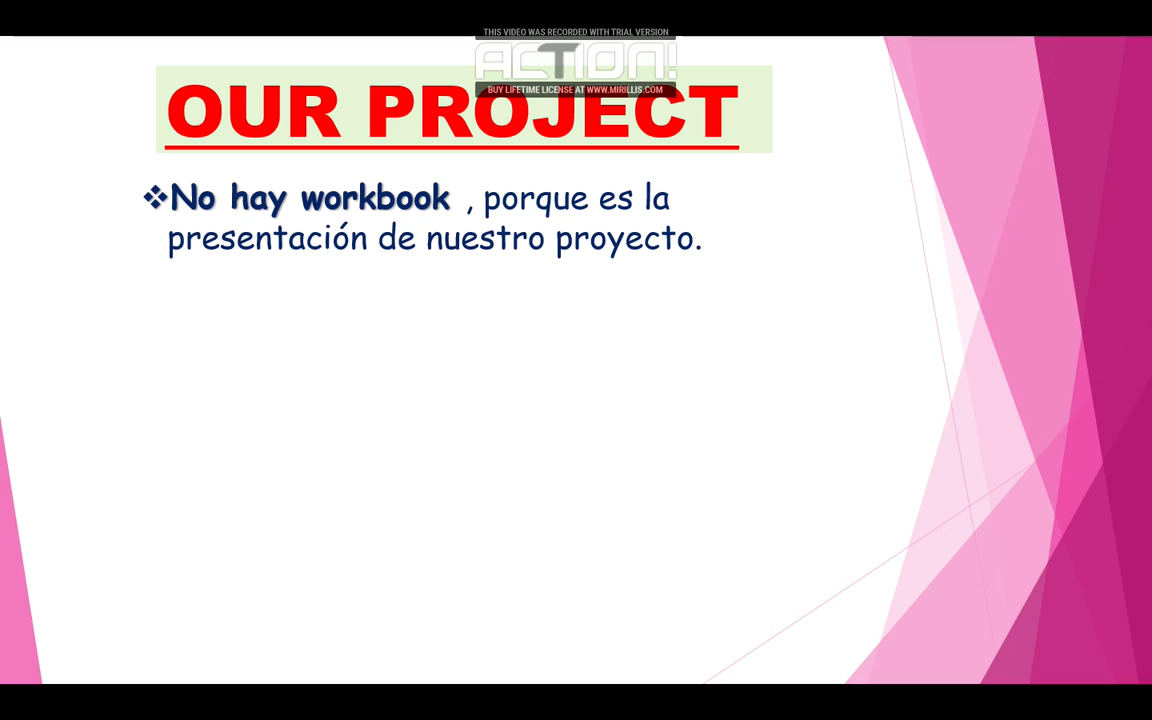 THIS VIDEO WAS RECORDED WITH TRIAL VERSION
ACTION!
BUY LIFETIME LICENSE AT WWW.MIRILLIS.COM
OUR PROJECT
❖No hay workbook , porque es la
presentación de nuestro proyecto.